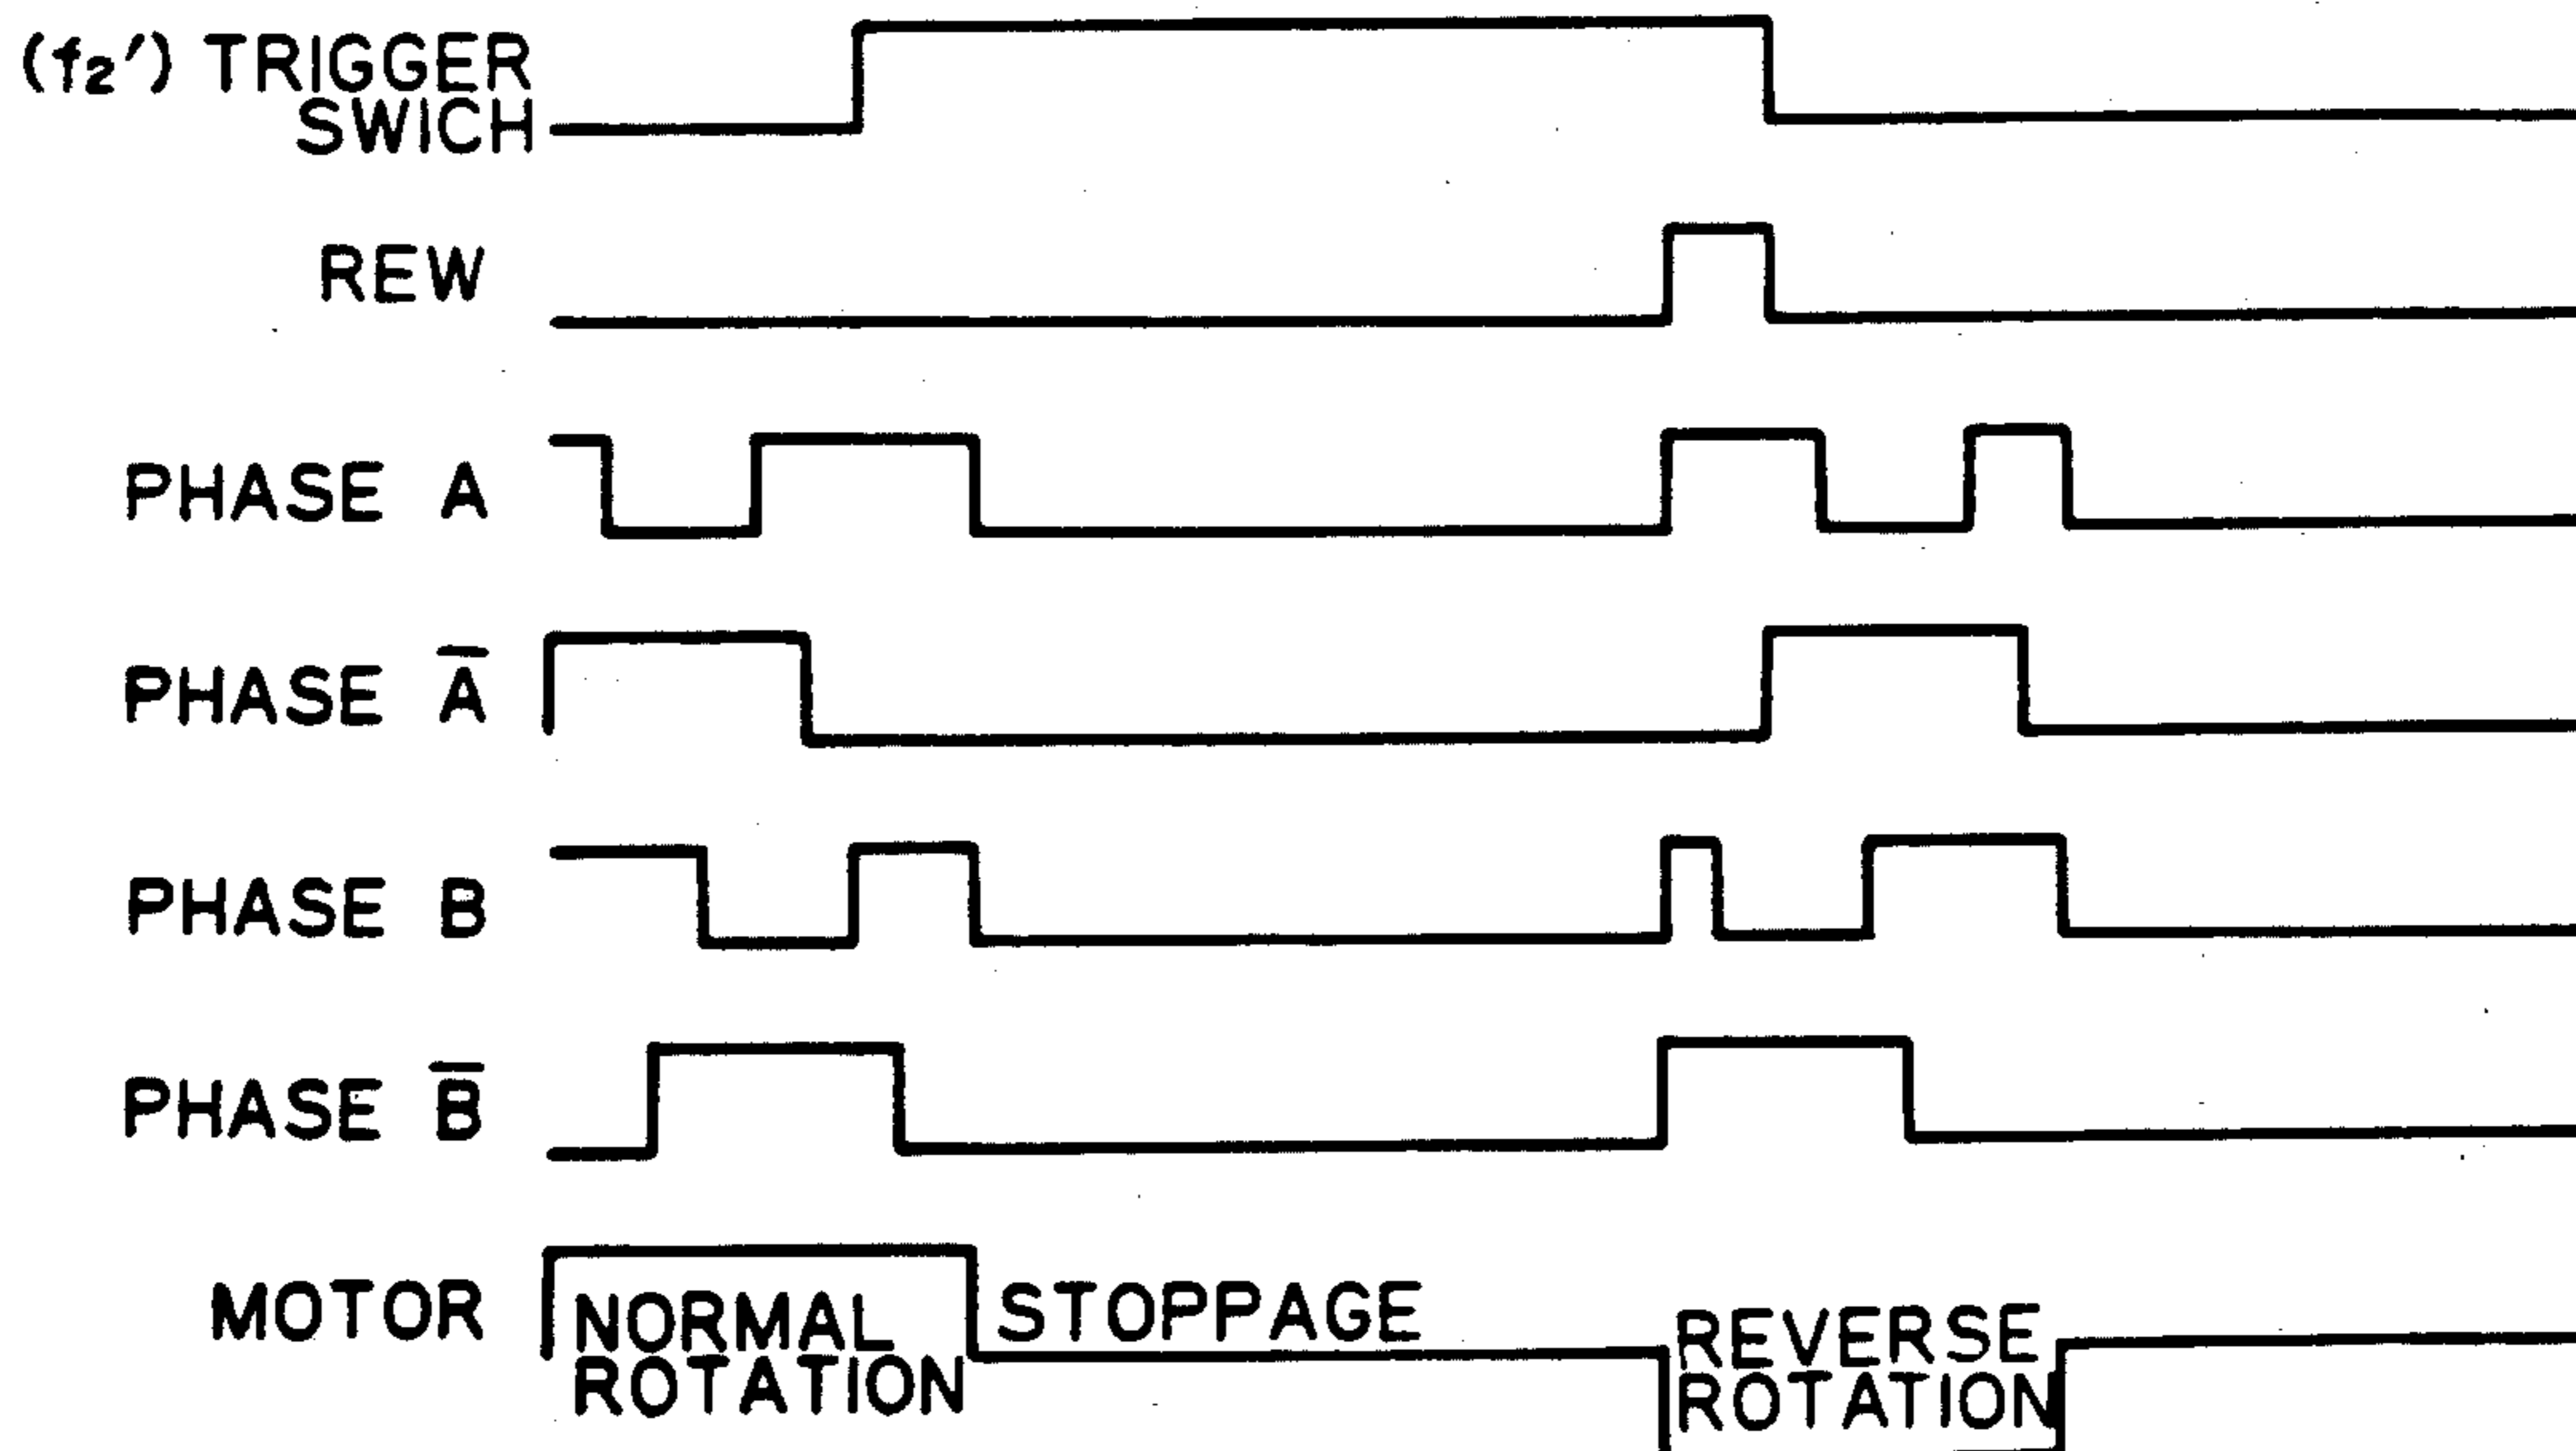 (f₂') TRIGGER
SWICH
REW
PHASE A
PHASE A̅
PHASE B
PHASE B̅
MOTOR
NORMAL
ROTATION
STOPPAGE
REVERSE
ROTATION